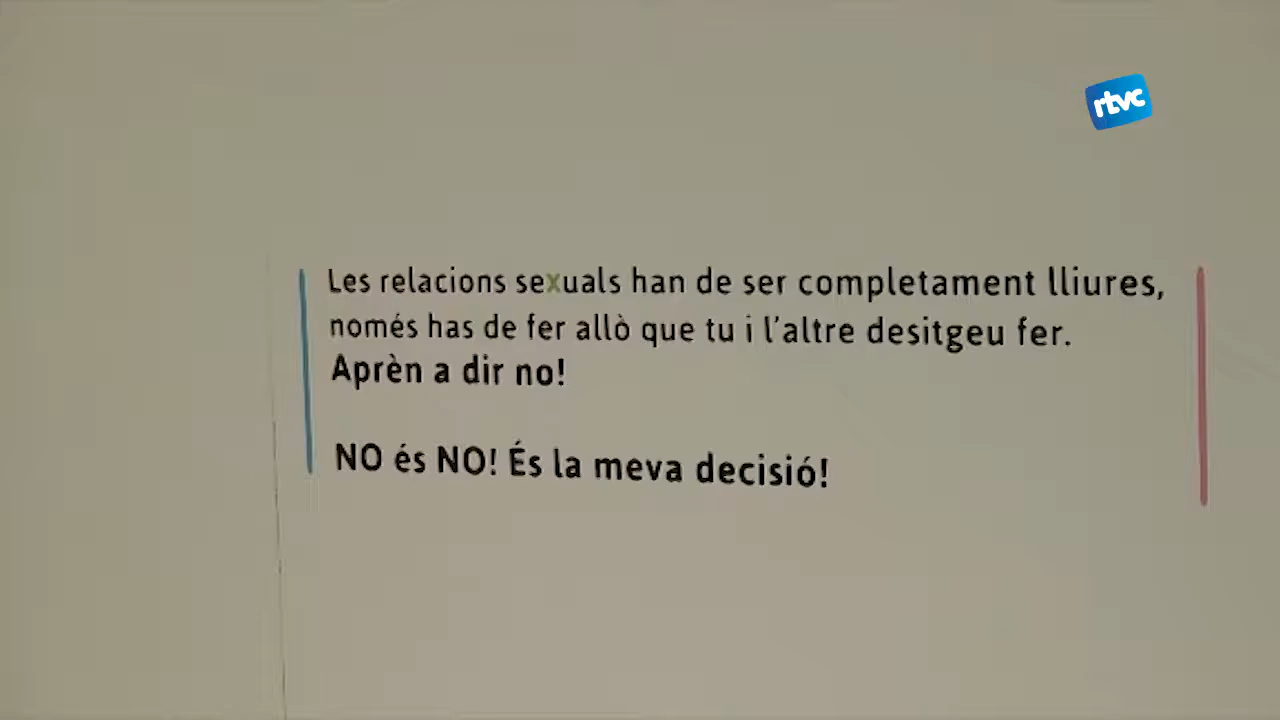 rtvc
Les relacions sexuals han de ser completament lliures,
només has de fer allò que tu i l'altre desitgeu fer.
Aprèn a dir no!
NO és NO! És la meva decisió!